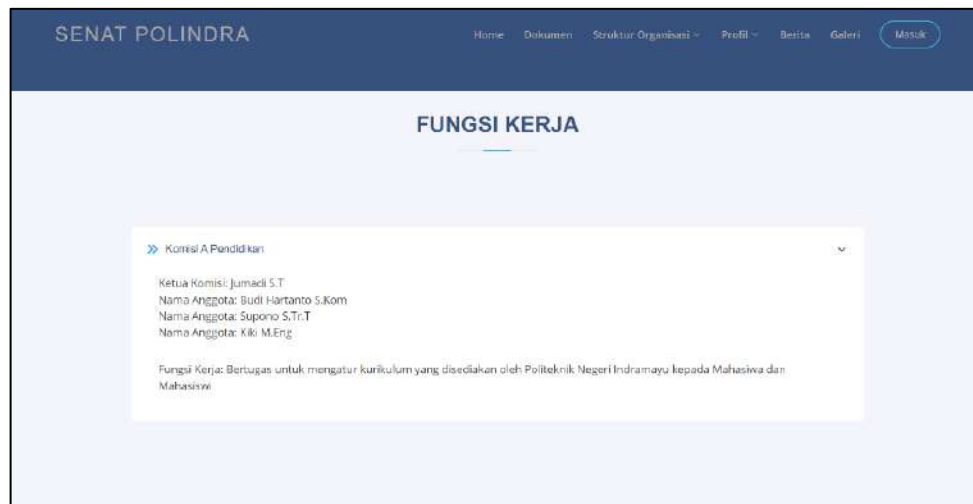 SENAT POLINDRA
Home Dokumen Struktur Organisasi Profil Berita Galeri Masuk
FUNGSI KERJA
Komisi A Pendidikan
Ketua Komisi: Jumadi S.T
Nama Anggota: Budi Hartanto S.Kom
Nama Anggota: Supono S.Tr.T
Nama Anggota: Kiki M.Eng
Fungsi Kerja: Bertugas untuk mengatur kurikulum yang disediakan oleh Politeknik Negeri Indramayu kepada Mahasiwa dan
Mahasiswi